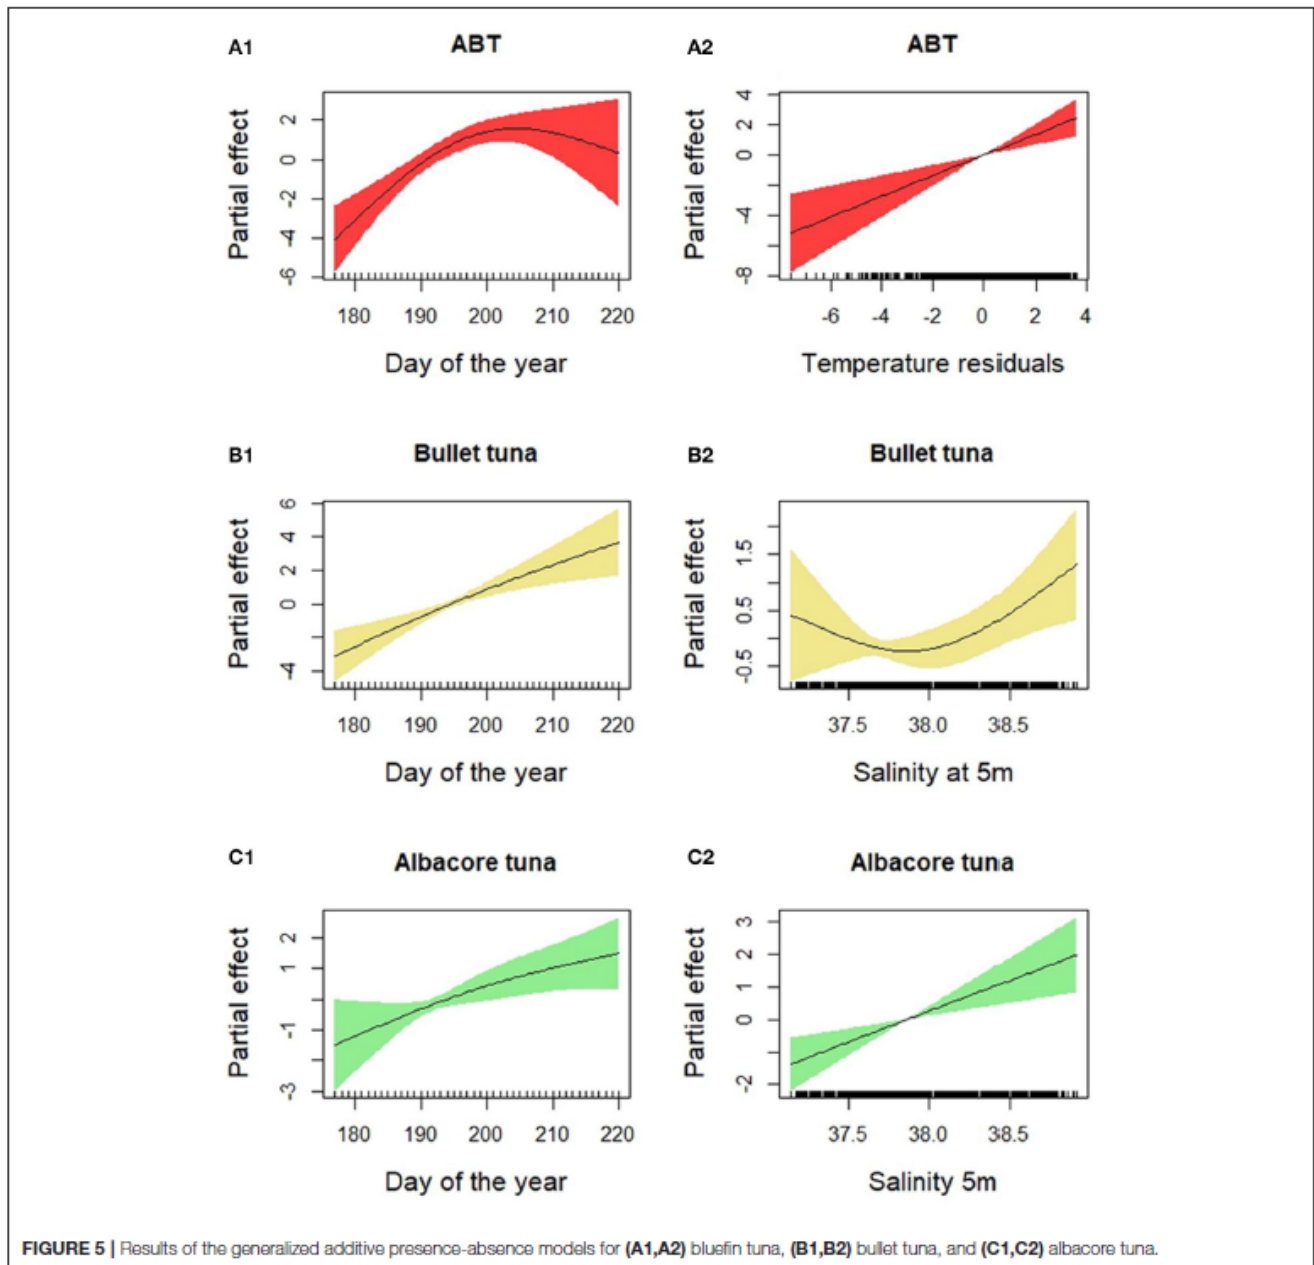 A1 ABT
Partial effect
2
0
-2
-4
-6
180 190 200 210 220
Day of the year
A2 ABT
Partial effect
4
2
0
-4
-8
-6 -4 -2 0 2 4
Temperature residuals
B1 Bullet tuna
Partial effect
6
4
2
0
-4
180 190 200 210 220
Day of the year
B2 Bullet tuna
Partial effect
1.5
0.5
-0.5
37.5 38.0 38.5
Salinity at 5m
C1 Albacore tuna
Partial effect
2
1
-1
-3
180 190 200 210 220
Day of the year
C2 Albacore tuna
Partial effect
3
2
1
0
-2
37.5 38.0 38.5
Salinity 5m
FIGURE 5 | Results of the generalized additive presence-absence models for (A1,A2) bluefin tuna, (B1,B2) bullet tuna, and (C1,C2) albacore tuna.